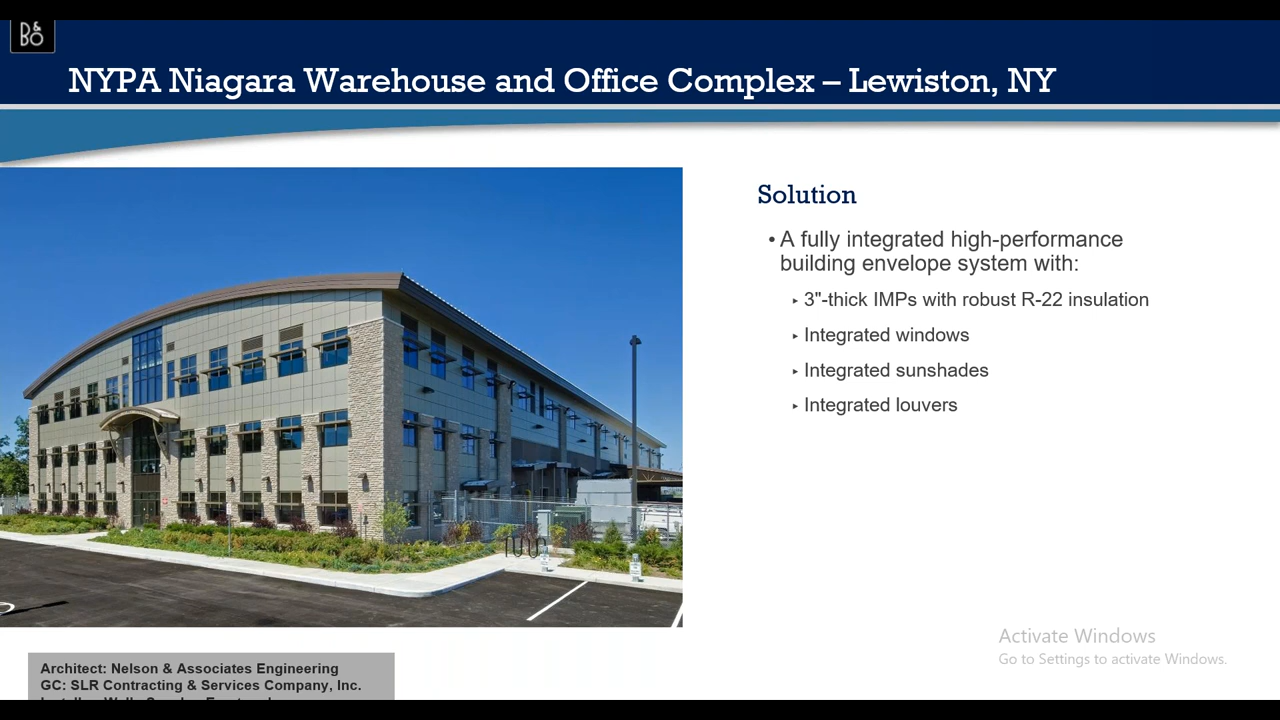 B&
BO
NYPA Niagara Warehouse and Office Complex – Lewiston, NY
Solution
• A fully integrated high-performance
building envelope system with:
▸ 3"-thick IMPs with robust R-22 insulation
▸ Integrated windows
▸ Integrated sunshades
▸ Integrated louvers
Activate Windows
Go to Settings to activate Windows.
Architect: Nelson & Associates Engineering
GC: SLR Contracting & Services Company, Inc.